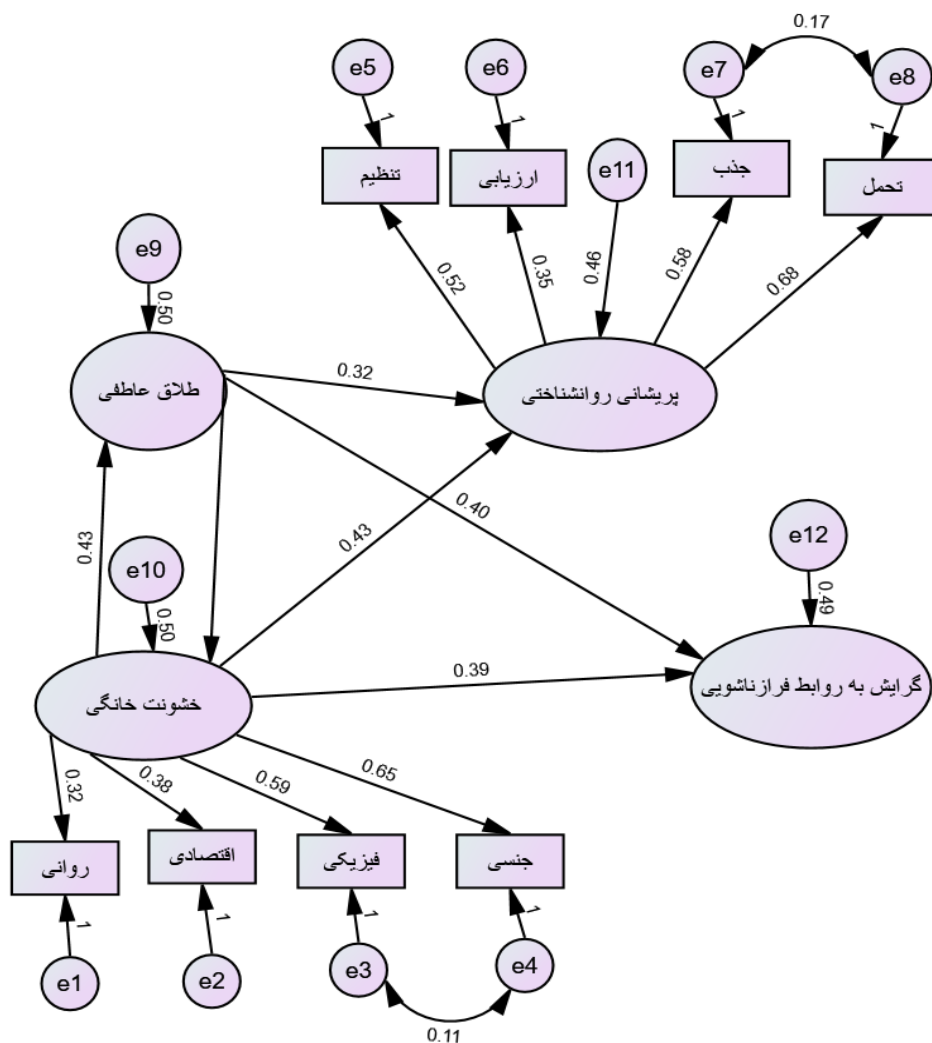 0.17
e5
e6
e7
e8
1
1
1
1
تنظیم
ارزیابی
e11
جذب
تحمل
e9
0.50
0.52
0.35
0.46
0.58
0.68
طلاق عاطفی
0.32
پریشانی روانشناختی
0.43
e10
0.50
0.43
0.40
e12
0.49
خشونت خانگی
0.39
گرایش به روابط فرازناشویی
0.32
0.38
0.59
0.65
روانی
اقتصادی
فیزیکی
جنسی
1
1
1
1
e1
e2
e3
e4
0.11